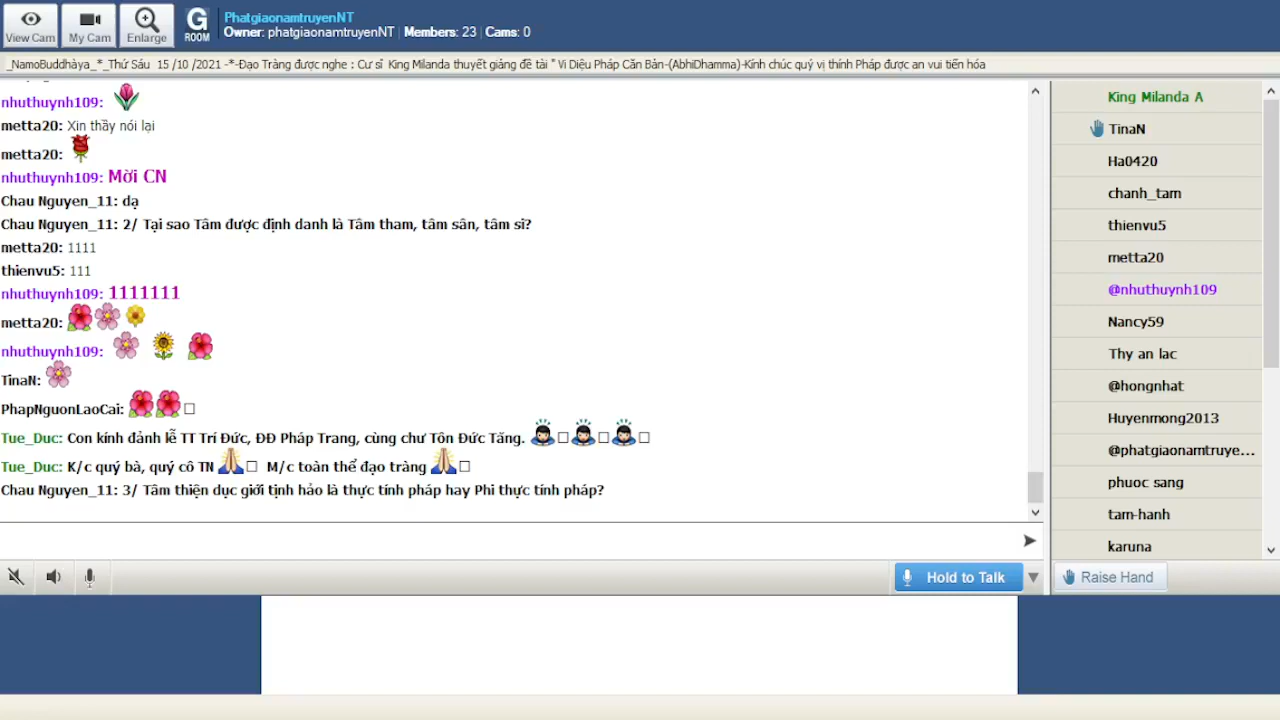 View Cam
My Cam
Enlarge
G
ROOM
PhatgiaonamtruyenNT
Owner: phatgiaonamtruyenNT | Members: 23 | Cams: 0
_NamoBuddhàya_*_Thứ Sáu 15 /10 /2021 -*-Đạo Tràng được nghe : Cư sĩ King Milanda thuyết giảng đề tài " Vi Diệu Pháp Căn Bản-(AbhiDhamma)-Kính chúc quý vị thính Pháp được an vui tiến hóa
nhuthuynh109:
metta20: Xin thầy nói lại
metta20:
nhuthuynh109: Mời CN
Chau Nguyen_11: dạ
Chau Nguyen_11: 2/ Tại sao Tâm được định danh là Tâm tham, tâm sân, tâm si?
metta20: 1111
thienvu5: 111
nhuthuynh109: 1111111
metta20:
nhuthuynh109:
TinaN:
PhapNguonLaoCai:
Tue_Duc: Con kính đảnh lễ TT Trí Đức, ĐĐ Pháp Trang, cùng chư Tôn Đức Tăng.
Tue_Duc: K/c quý bà, quý cô TN M/c toàn thể đạo tràng
Chau Nguyen_11: 3/ Tâm thiện dục giới tịnh hảo là thực tính pháp hay Phi thực tính pháp?
Hold to Talk
King Milanda A
TinaN
Ha0420
chanh_tam
thienvu5
metta20
@nhuthuynh109
Nancy59
Thy an lac
@hongnhat
Huyenmong2013
@phatgiaonamtruye...
phuoc sang
tam-hanh
karuna
Raise Hand